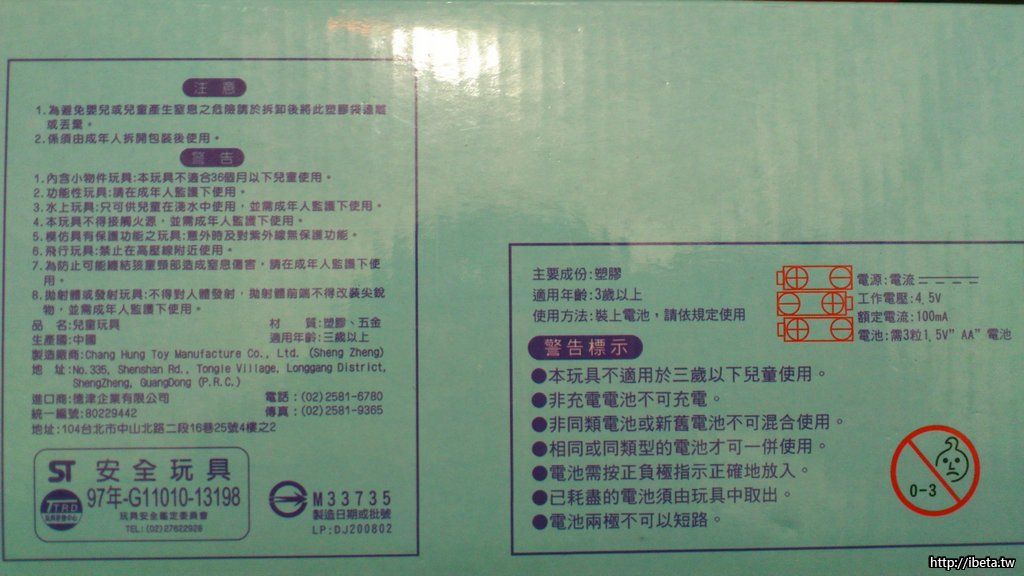 注意
1.為避免嬰兒或兒童產生窒息之危險請於拆卸後將此塑膠袋遠離
或丟棄。
2.係須由成年人拆開包裝後使用。
警告
1.內含小物件玩具:本玩具不適合36個月以下兒童使用。
2.功能性玩具:請在成年人監護下使用。
3.水上玩具:只可供兒童在淺水中使用，並需成年人監護下使用。
4.本玩具不得接觸火源，並需成年人監護下使用。
5.模仿具有保護功能之玩具:意外時及對紫外線無保護功能。
6.飛行玩具:禁止在高壓線附近使用。
7.為防止可能纏結孩童頸部造成窒息傷害，請在成年人監護下使
用。
8.拋射體或發射玩具:不得對人體發射，拋射體前端不得改裝尖銳
物，並需成年人監護下使用。
品 名:兒童玩具 材 質:塑膠、五金
生產國:中國 適用年齡:三歲以上
製造廠商:Chang Hung Toy Manufacture Co., Ltd. (Sheng Zheng)
地 址:No.335, Shenshan Rd., Tongle Village, Longgang District,
ShengZheng, GuangDong (P.R.C.)
進口商:德津企業有限公司 電話:(02)2581-6780
統一編號:80229442 傳真:(02)2581-9365
地址:104台北市中山北路二段16巷25號4樓之2
ST 安全玩具
97年-G11010-13198
T.T.R.D
玩具研發中心
玩具安全鑑定委員會
TEL:(02)27622928
M33735
製造日期或批號
LP:DJ200802
主要成份:塑膠
適用年齡:3歲以上
使用方法:裝上電池，請依規定使用
電源:電流
工作電壓:4.5V
額定電流:100mA
電池:需3粒1.5V"AA"電池
警告標示
●本玩具不適用於三歲以下兒童使用。
●非充電電池不可充電。
●非同類電池或新舊電池不可混合使用。
●相同或同類型的電池才可一併使用。
●電池需按正負極指示正確地放入。
●已耗盡的電池須由玩具中取出。
●電池兩極不可以短路。
0-3
http://ibeta.tw